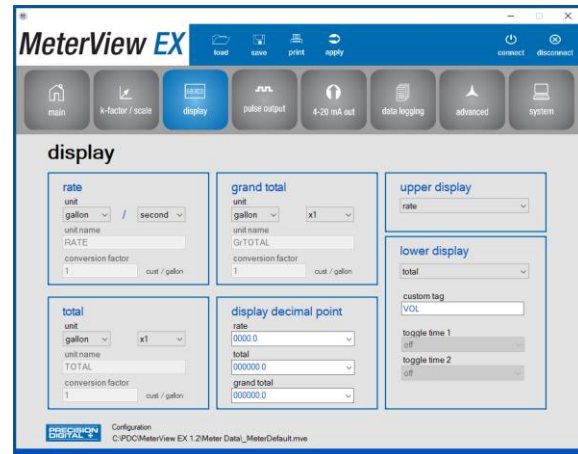 MeterView EX
load save print apply connect disconnect
main k-factor / scale display pulse output 4-20 mA out data logging advanced system
display
rate
unit
gallon / second
unit name
RATE
conversion factor
1 cust / gallon
grand total
unit
gallon x1
unit name
GrTOTAL
conversion factor
1 cust / gallon
upper display
rate
lower display
total
custom tag
VOL
toggle time 1
off
toggle time 2
off
total
unit
gallon x1
unit name
TOTAL
conversion factor
1 cust / gallon
display decimal point
rate
0000.0
total
000000.0
grand total
000000.0
PRECISION
DIGITAL
Configuration
C:\PDC\MeterView EX 1.2\Meter Data\_MeterDefault.mve